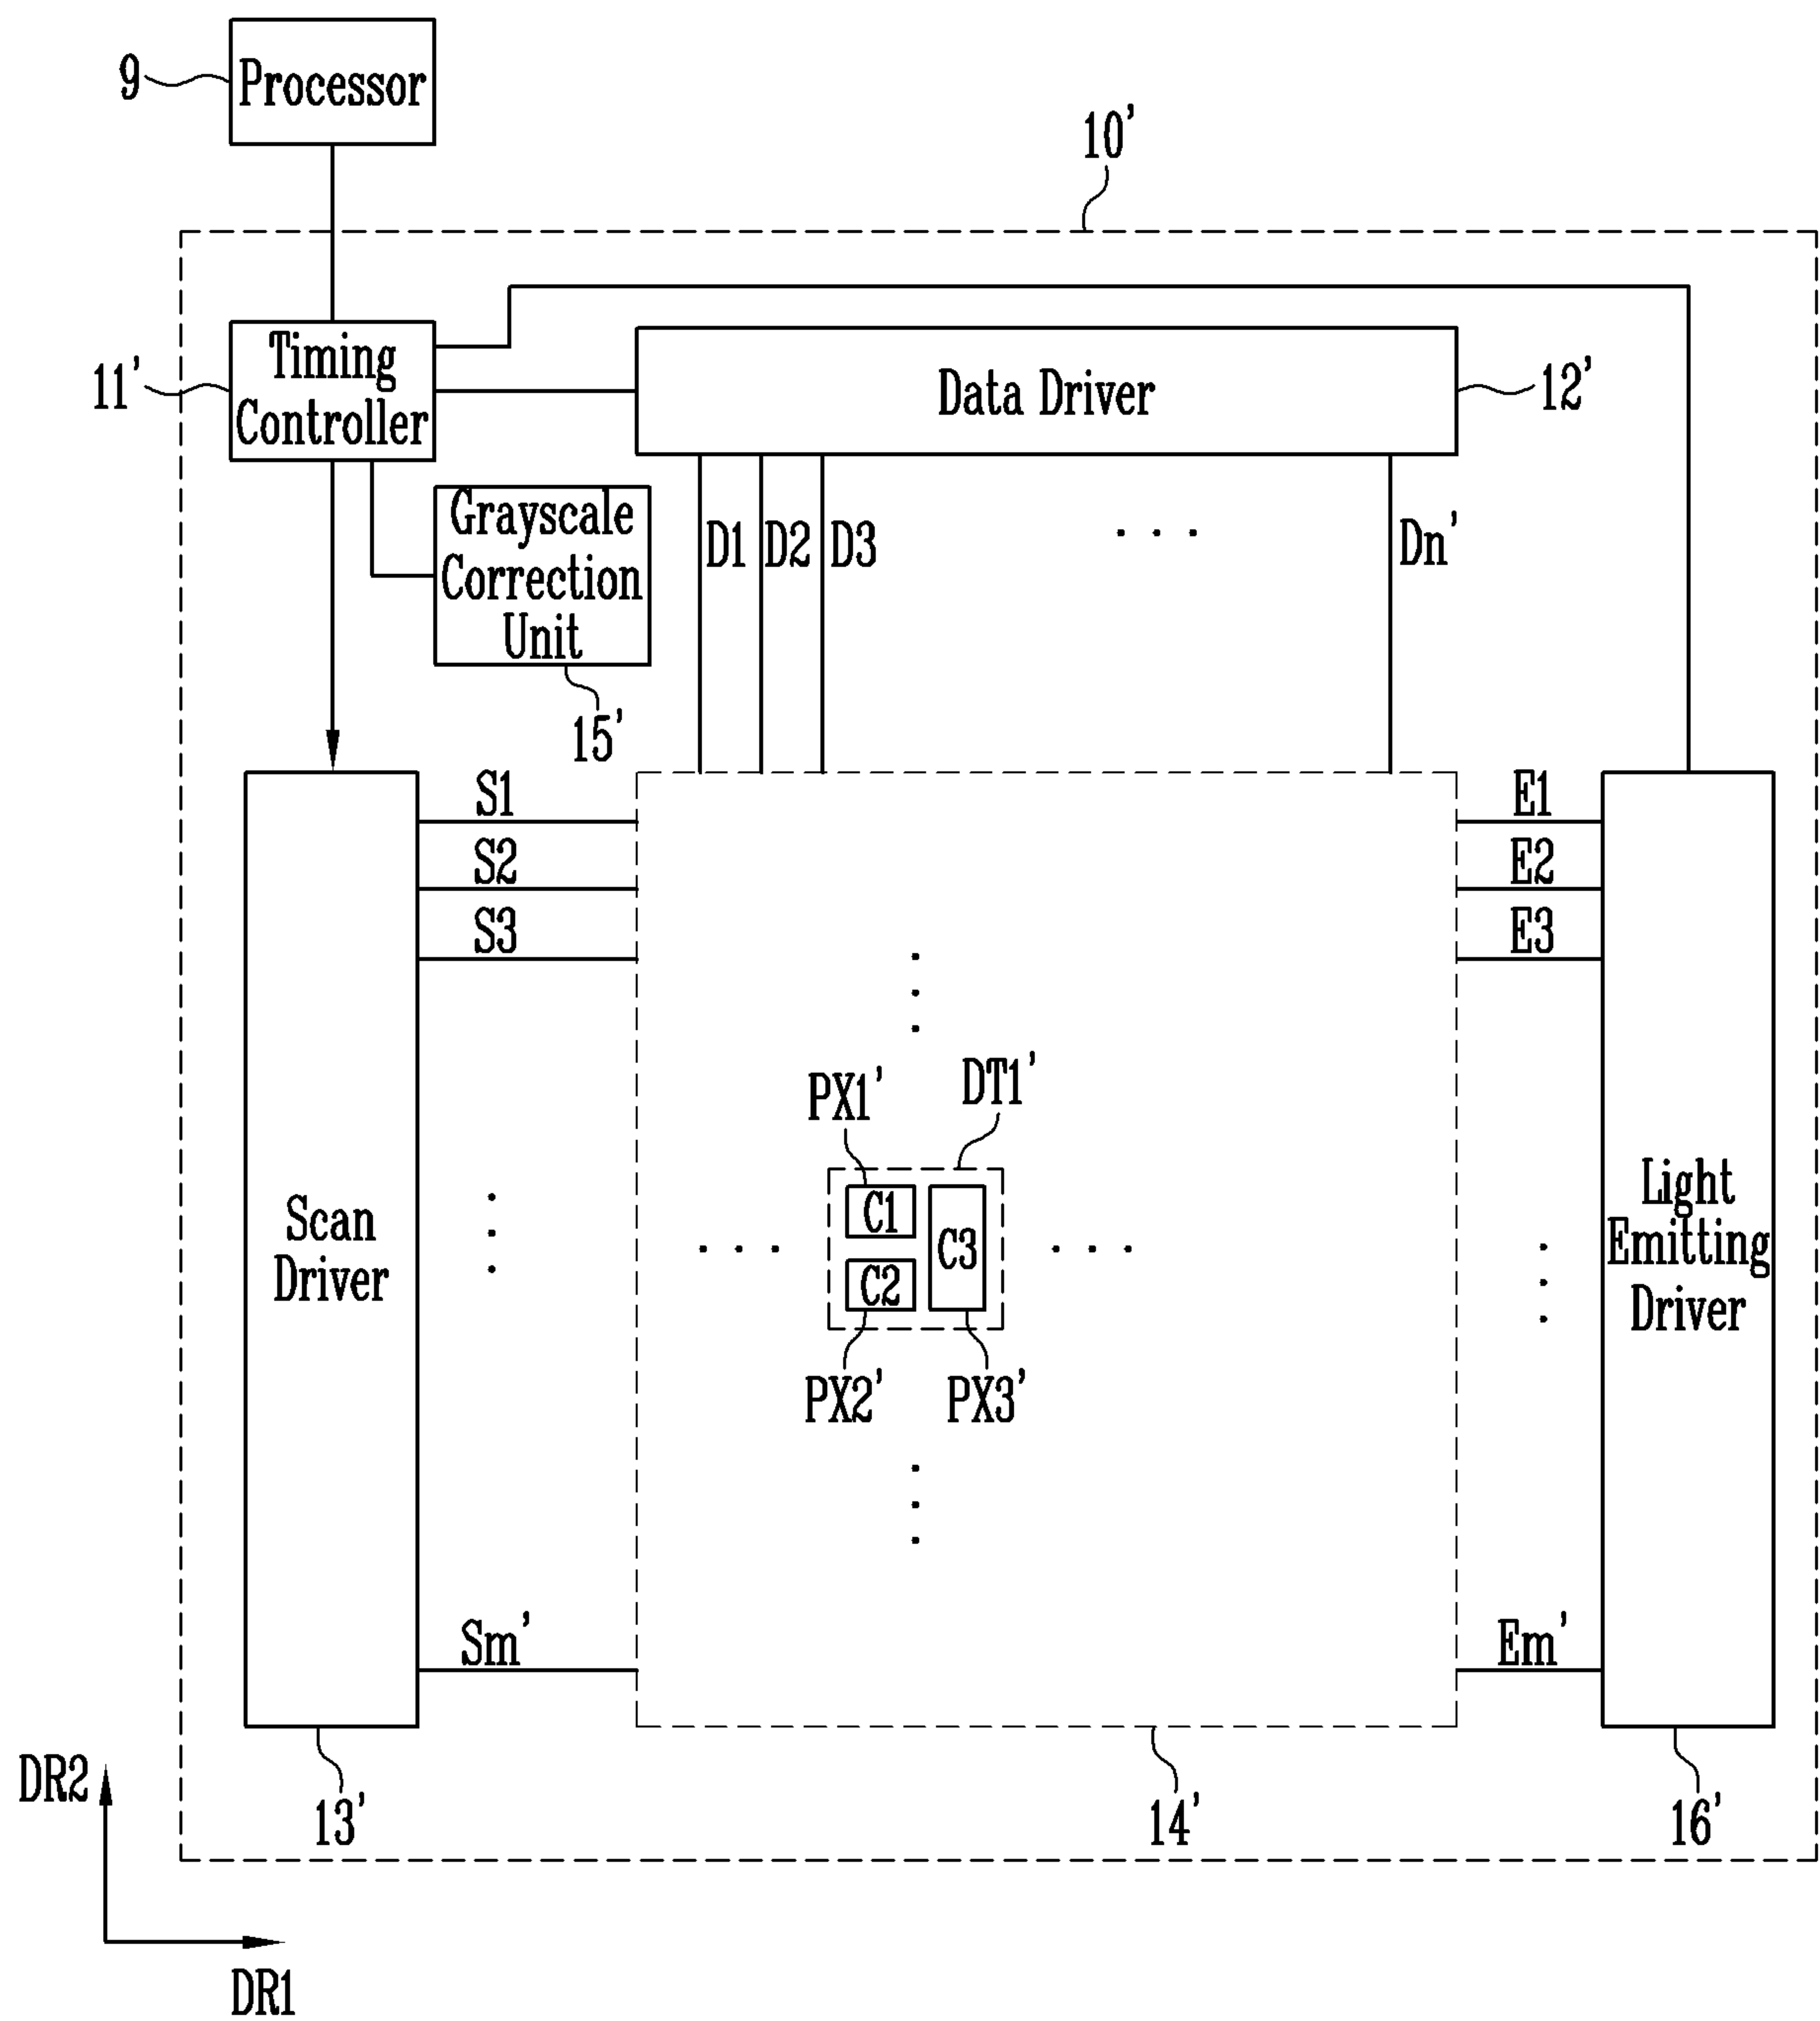 9
Processor
10'
11'
Timing
Controller
Data Driver
12'
Grayscale
Correction
Unit
15'
D1
D2
D3
Dn'
S1
S2
S3
Sm'
E1
E2
E3
Em'
Scan
Driver
PX1'
DT1'
C1
C2
C3
PX2'
PX3'
Light
Emitting
Driver
13'
14'
16'
DR2
DR1